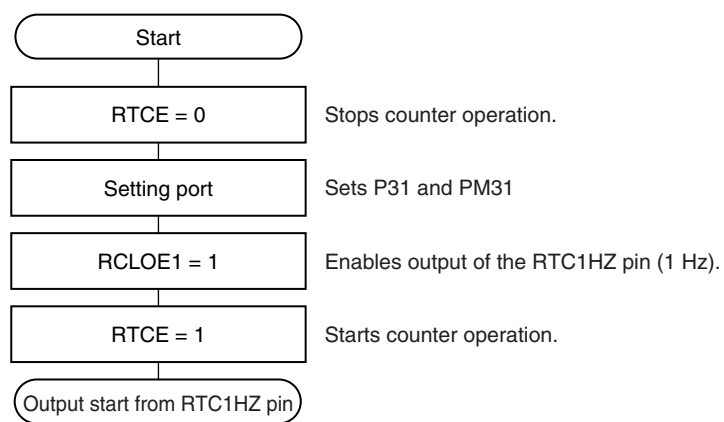 Start
RTCE = 0
Stops counter operation.
Setting port
Sets P31 and PM31
RCLOE1 = 1
Enables output of the RTC1HZ pin (1 Hz).
RTCE = 1
Starts counter operation.
Output start from RTC1HZ pin